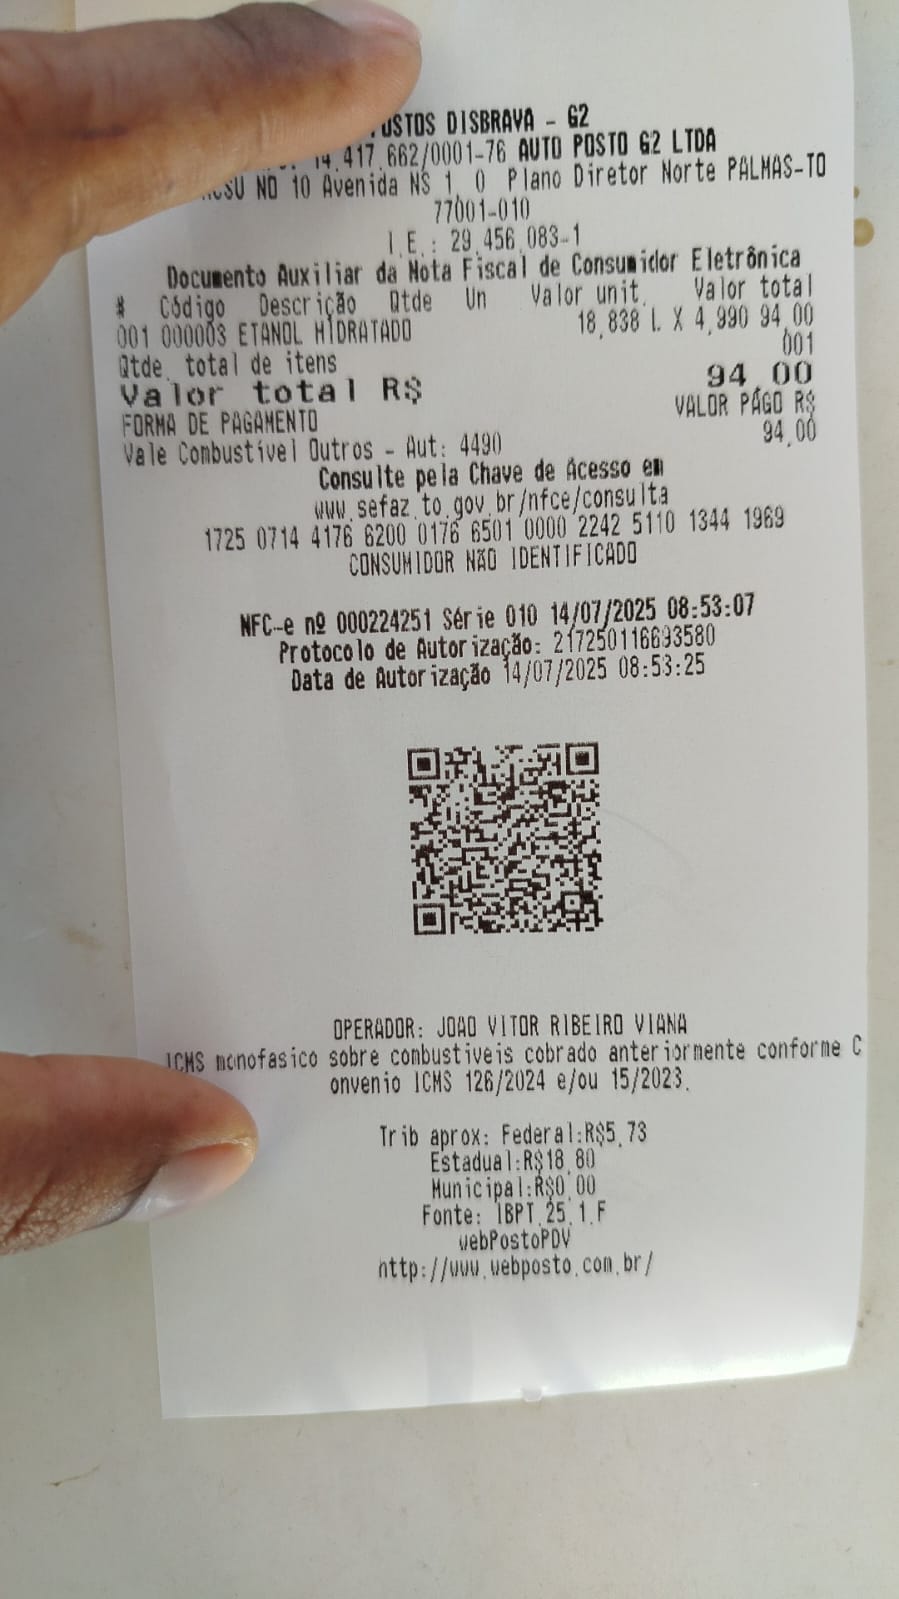 POSTOS DISBRAVA - G2
14.417.662/0001-76 AUTO POSTO G2 LTDA
NO 10 Avenida NS 1, 0 Plano Diretor Norte PALMAS-TO
77001-010
I.E.: 29.456.083-1
Documento Auxiliar da Nota Fiscal de Consumidor Eletrônica
# Código Descrição Qtde Un Valor unit. Valor total
001 000003 ETANOL HIDRATADO 18,838 L X 4,990 94,00
Qtde. total de itens 001
Valor total R$ 94,00
FORMA DE PAGAMENTO VALOR PAGO R$
Vale Combustível Outros - Aut: 4490 94,00
Consulte pela Chave de Acesso em
www.sefaz.to.gov.br/nfce/consulta
1725 0714 4176 6200 0176 6501 0000 2242 5110 1344 1969
CONSUMIDOR NÃO IDENTIFICADO
NFC-e nº 000224251 Série 010 14/07/2025 08:53:07
Protocolo de Autorização: 217250116693580
Data de Autorização 14/07/2025 08:53:25
OPERADOR: JOAO VITOR RIBEIRO VIANA
ICMS monofasico sobre combustiveis cobrado anteriormente conforme C
onvenio ICMS 126/2024 e/ou 15/2023.
Trib aprox: Federal:R$5,73
Estadual:R$18,80
Municipal:R$0,00
Fonte: IBPT.25.1.F
webPostoPDV
http://www.webposto.com.br/